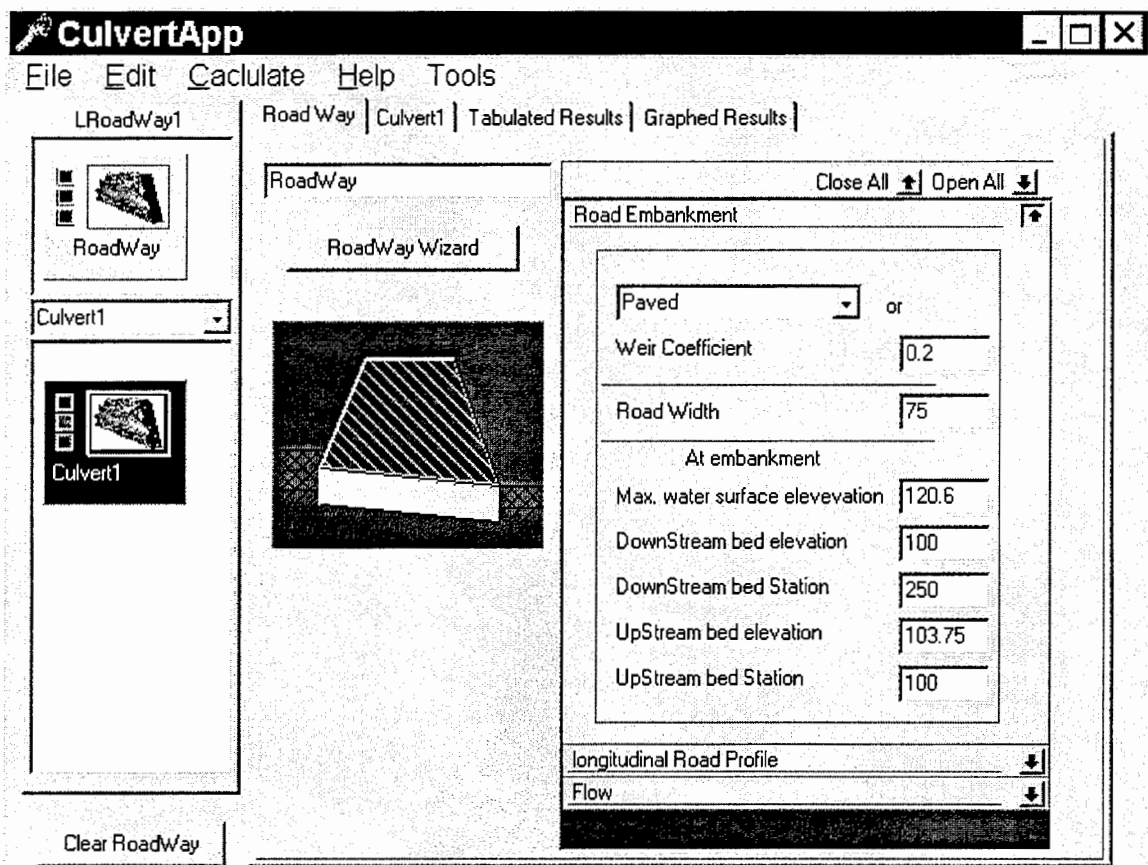 CulvertApp
File Edit Caclulate Help Tools
LRoadWay1
RoadWay
Culvert1
Culvert1
Clear RoadWay
Road Way Culvert1 Tabulated Results Graphed Results
RoadWay
RoadWay Wizard
Close All Open All
Road Embankment
Paved or
Weir Coefficient 0.2
Road Width 75
At embankment
Max. water surface elevevation 120.6
DownStream bed elevation 100
DownStream bed Station 250
UpStream bed elevation 103.75
UpStream bed Station 100
longitudinal Road Profile
Flow